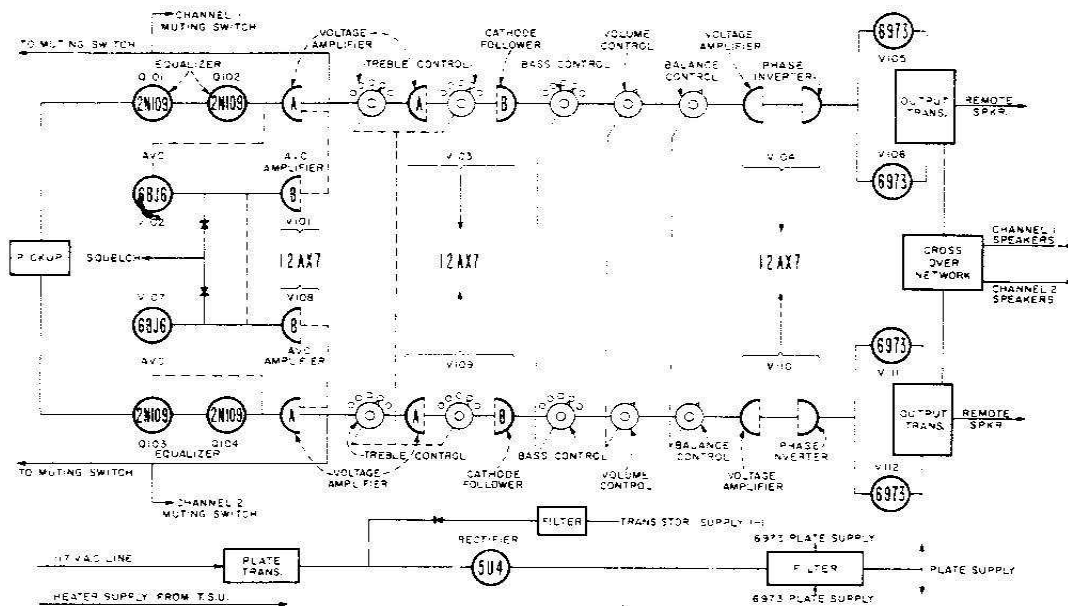 CHANNEL 1
MUTING SWITCH
TO MUTING SWITCH
EQUALIZER
Q101
Q102
2N109
2N109
VOLTAGE
AMPLIFIER
A
TREBLE CONTROL
A
CATHODE
FOLLOWER
B
BASS CONTROL
VOLUME
CONTROL
BALANCE
CONTROL
VOLTAGE
AMPLIFIER
PHASE
INVERTER
6973
V105
OUTPUT
TRANS.
REMOTE
SPKR.
V106
6973
AVC
6BJ6
V102
AVC
AMPLIFIER
B
V101
V103
V104
PICKUP
SQUELCH
12AX7
12AX7
CROSS
OVER
NETWORK
CHANNEL 1
SPEAKERS
CHANNEL 2
SPEAKERS
V107
6BJ6
AVC
V108
B
AVC
AMPLIFIER
V109
V110
6973
V111
2N109
2N109
Q103
Q104
EQUALIZER
A
VOLTAGE
AMPLIFIER
A
TREBLE CONTROL
B
CATHODE
FOLLOWER
BASS CONTROL
VOLUME
CONTROL
BALANCE
CONTROL
VOLTAGE
AMPLIFIER
PHASE
INVERTER
OUTPUT
TRANS.
REMOTE
SPKR.
V112
6973
TO MUTING SWITCH
CHANNEL 2
MUTING SWITCH
FILTER
TRANSISTOR SUPPLY (-)
117 V.A.C. LINE
PLATE
TRANS.
RECTIFIER
5U4
6973 PLATE SUPPLY
FILTER
PLATE SUPPLY
6973 PLATE SUPPLY
HEATER SUPPLY FROM T.S.U.